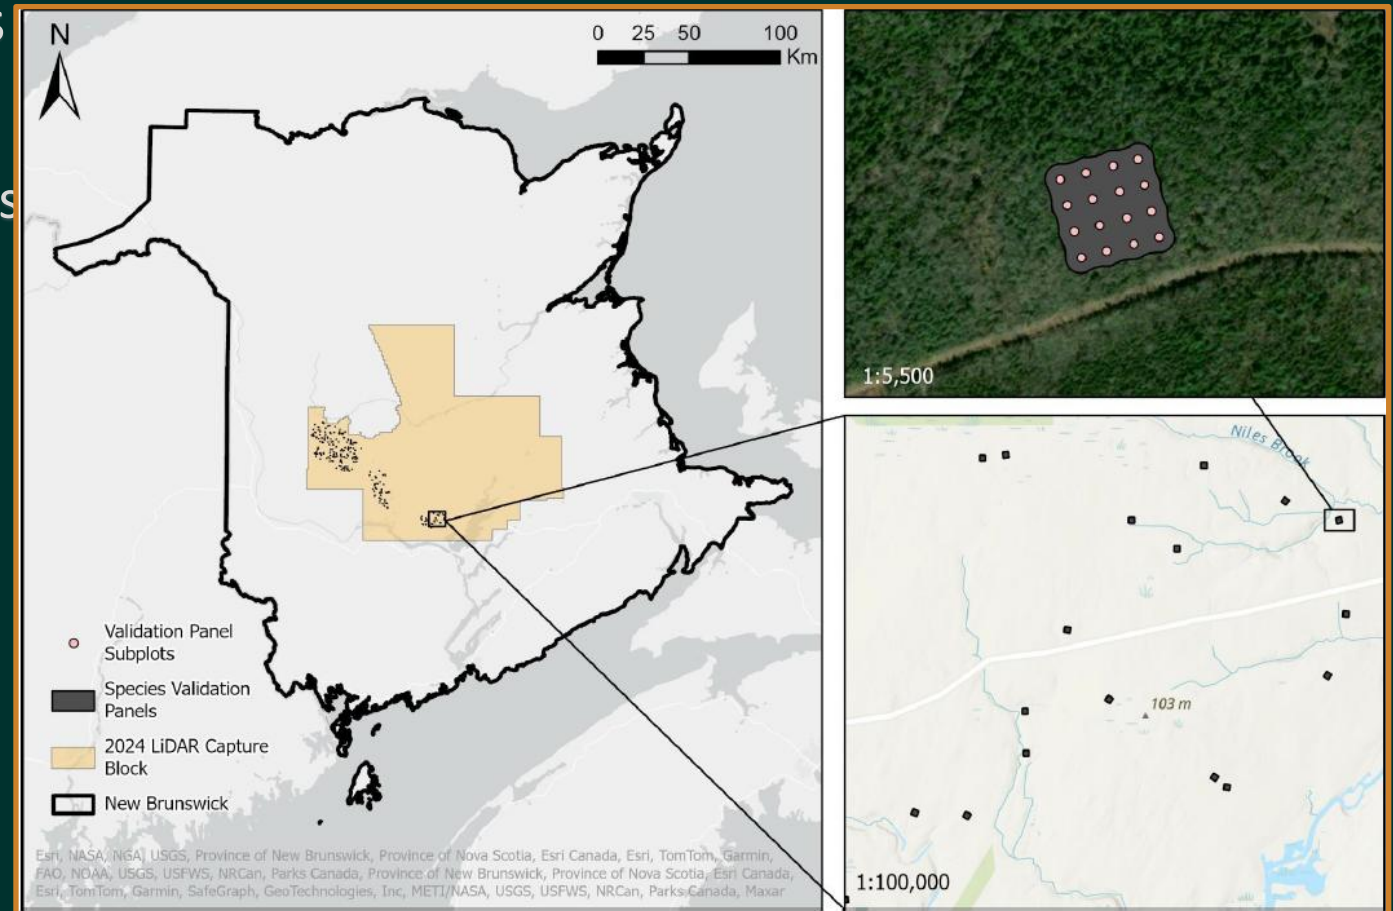 s
s
N
0 25 50 100
Km
Validation Panel
Subplots
Species Validation
Panels
2024 LiDAR Capture
Block
New Brunswick
Esri, NASA, NGA, USGS, Province of New Brunswick, Province of Nova Scotia, Esri Canada, Esri, TomTom, Garmin,
FAO, NOAA, USGS, USFWS, NRCan, Parks Canada, Province of New Brunswick, Province of Nova Scotia, Esri Canada,
Esri, TomTom, Garmin, SafeGraph, GeoTechnologies, Inc, METI/NASA, USGS, USFWS, NRCan, Parks Canada, Maxar
1:5,500
Niles Brook
103 m
1:100,000